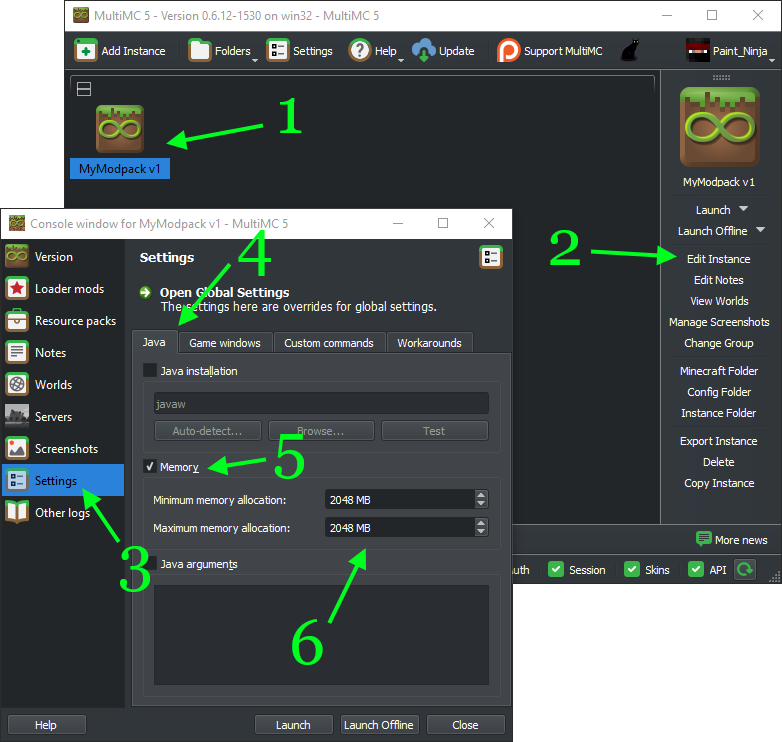 MultiMC 5 - Version 0.6.12-1530 on win32 - MultiMC 5
Add Instance Folders Settings Help Update Support MultiMC Paint_Ninja
1
MyModpack v1
MyModpack v1
Launch
Launch Offline
2
Edit Instance
Edit Notes
View Worlds
Manage Screenshots
Change Group
Minecraft Folder
Config Folder
Instance Folder
Export Instance
Delete
Copy Instance
More news
uth Session Skins API
Console window for MyModpack v1 - MultiMC 5
Version
Loader mods
Resource packs
Notes
Worlds
Servers
Screenshots
Settings
Other logs
3
Settings
4
Open Global Settings
The settings here are overrides for global settings.
Java Game windows Custom commands Workarounds
Java installation
javaw
Auto-detect... Browse... Test
Memory
5
Minimum memory allocation: 2048 MB
Maximum memory allocation: 2048 MB
Java arguments
6
Help Launch Launch Offline Close